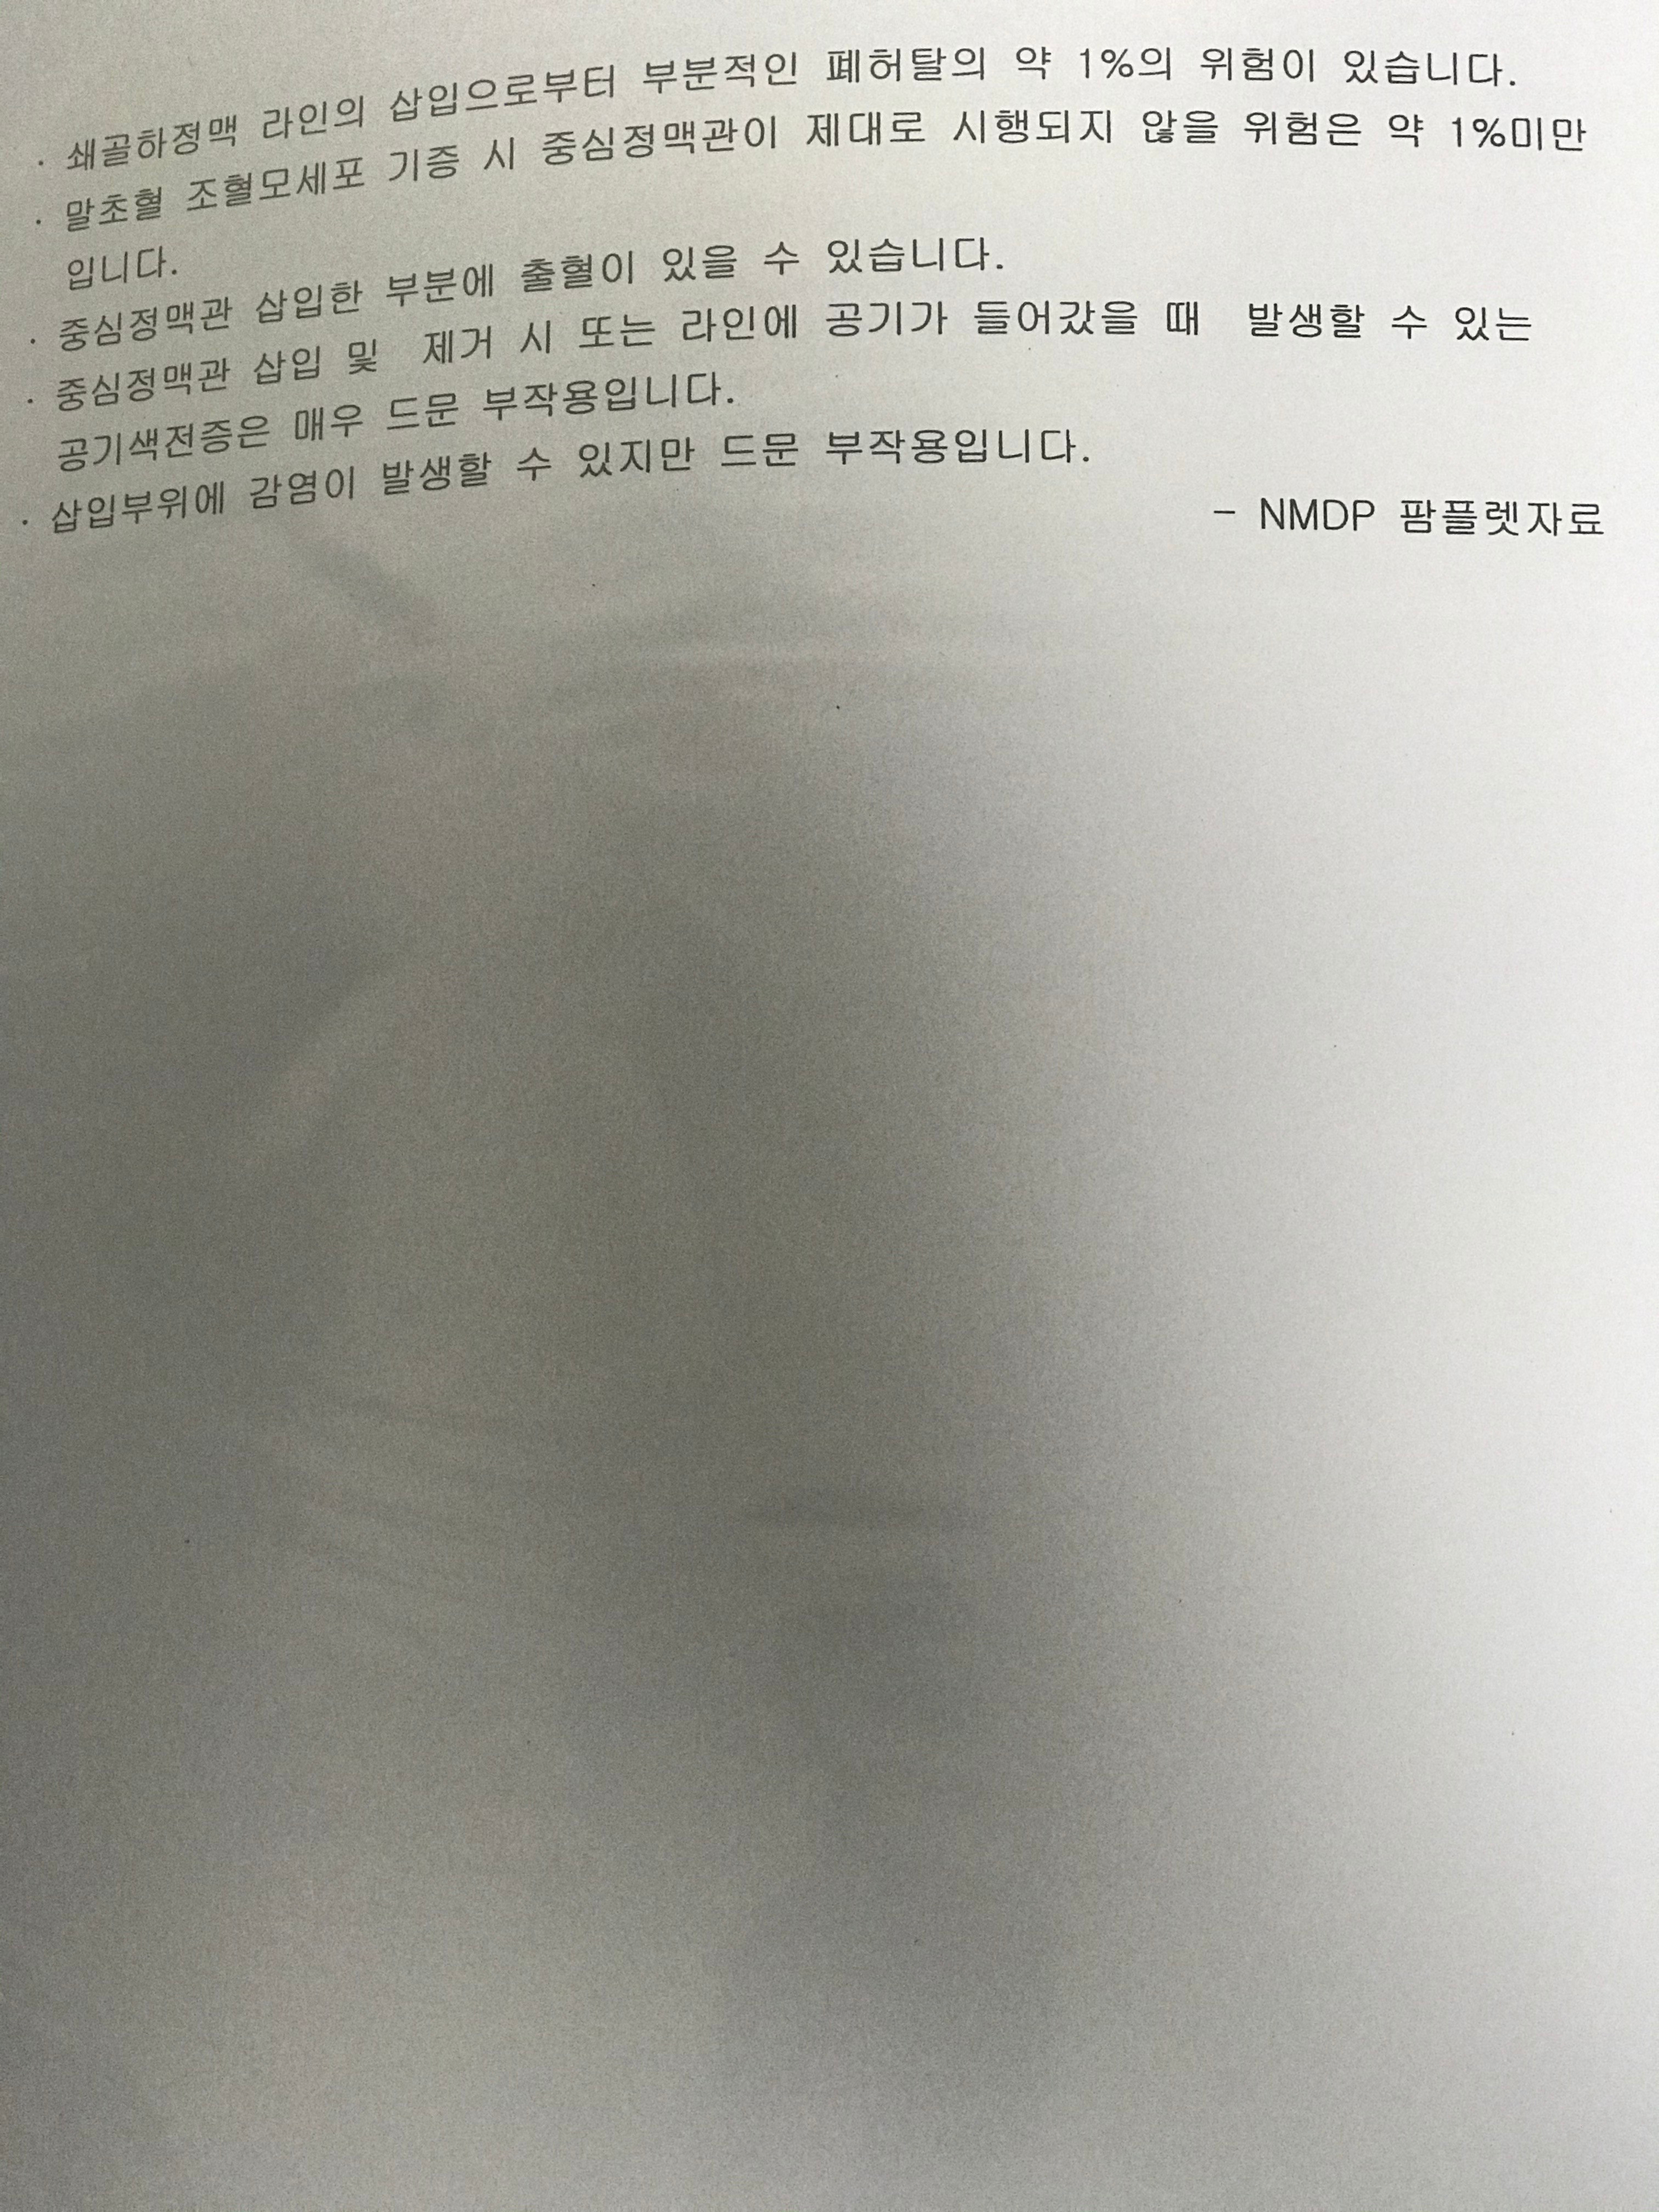 · 쇄골하정맥 라인의 삽입으로부터 부분적인 폐허탈의 약 1%의 위험이 있습니다.
· 말초혈 조혈모세포 기증 시 중심정맥관이 제대로 시행되지 않을 위험은 약 1%미만
입니다.
· 중심정맥관 삽입한 부분에 출혈이 있을 수 있습니다.
· 중심정맥관 삽입 및 제거 시 또는 라인에 공기가 들어갔을 때 발생할 수 있는
공기색전증은 매우 드문 부작용입니다.
· 삽입부위에 감염이 발생할 수 있지만 드문 부작용입니다.
- NMDP 팜플렛자료